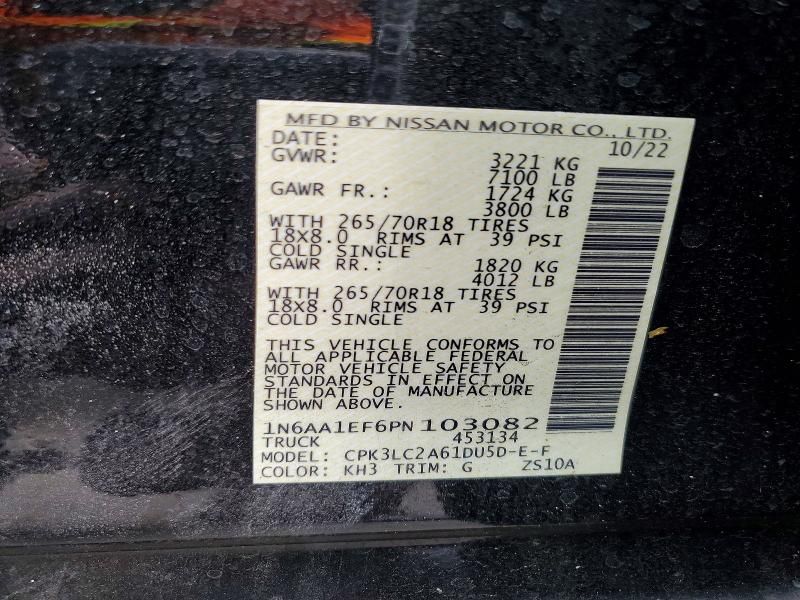 MFD BY NISSAN MOTOR CO., LTD.
DATE: 10/22
GVWR: 3221 KG
7100 LB
GAWR FR.: 1724 KG
3800 LB
WITH 265/70R18 TIRES
18X8.0 RIMS AT 39 PSI
COLD SINGLE
GAWR RR.: 1820 KG
4012 LB
WITH 265/70R18 TIRES
18X8.0 RIMS AT 39 PSI
COLD SINGLE
THIS VEHICLE CONFORMS TO
ALL APPLICABLE FEDERAL
MOTOR VEHICLE SAFETY
STANDARDS IN EFFECT ON
THE DATE OF MANUFACTURE
SHOWN ABOVE.
1N6AA1EF6PN 103082
TRUCK 453134
MODEL: CPK3LC2A61DU5D-E-F
COLOR: KH3 TRIM: G ZS10A